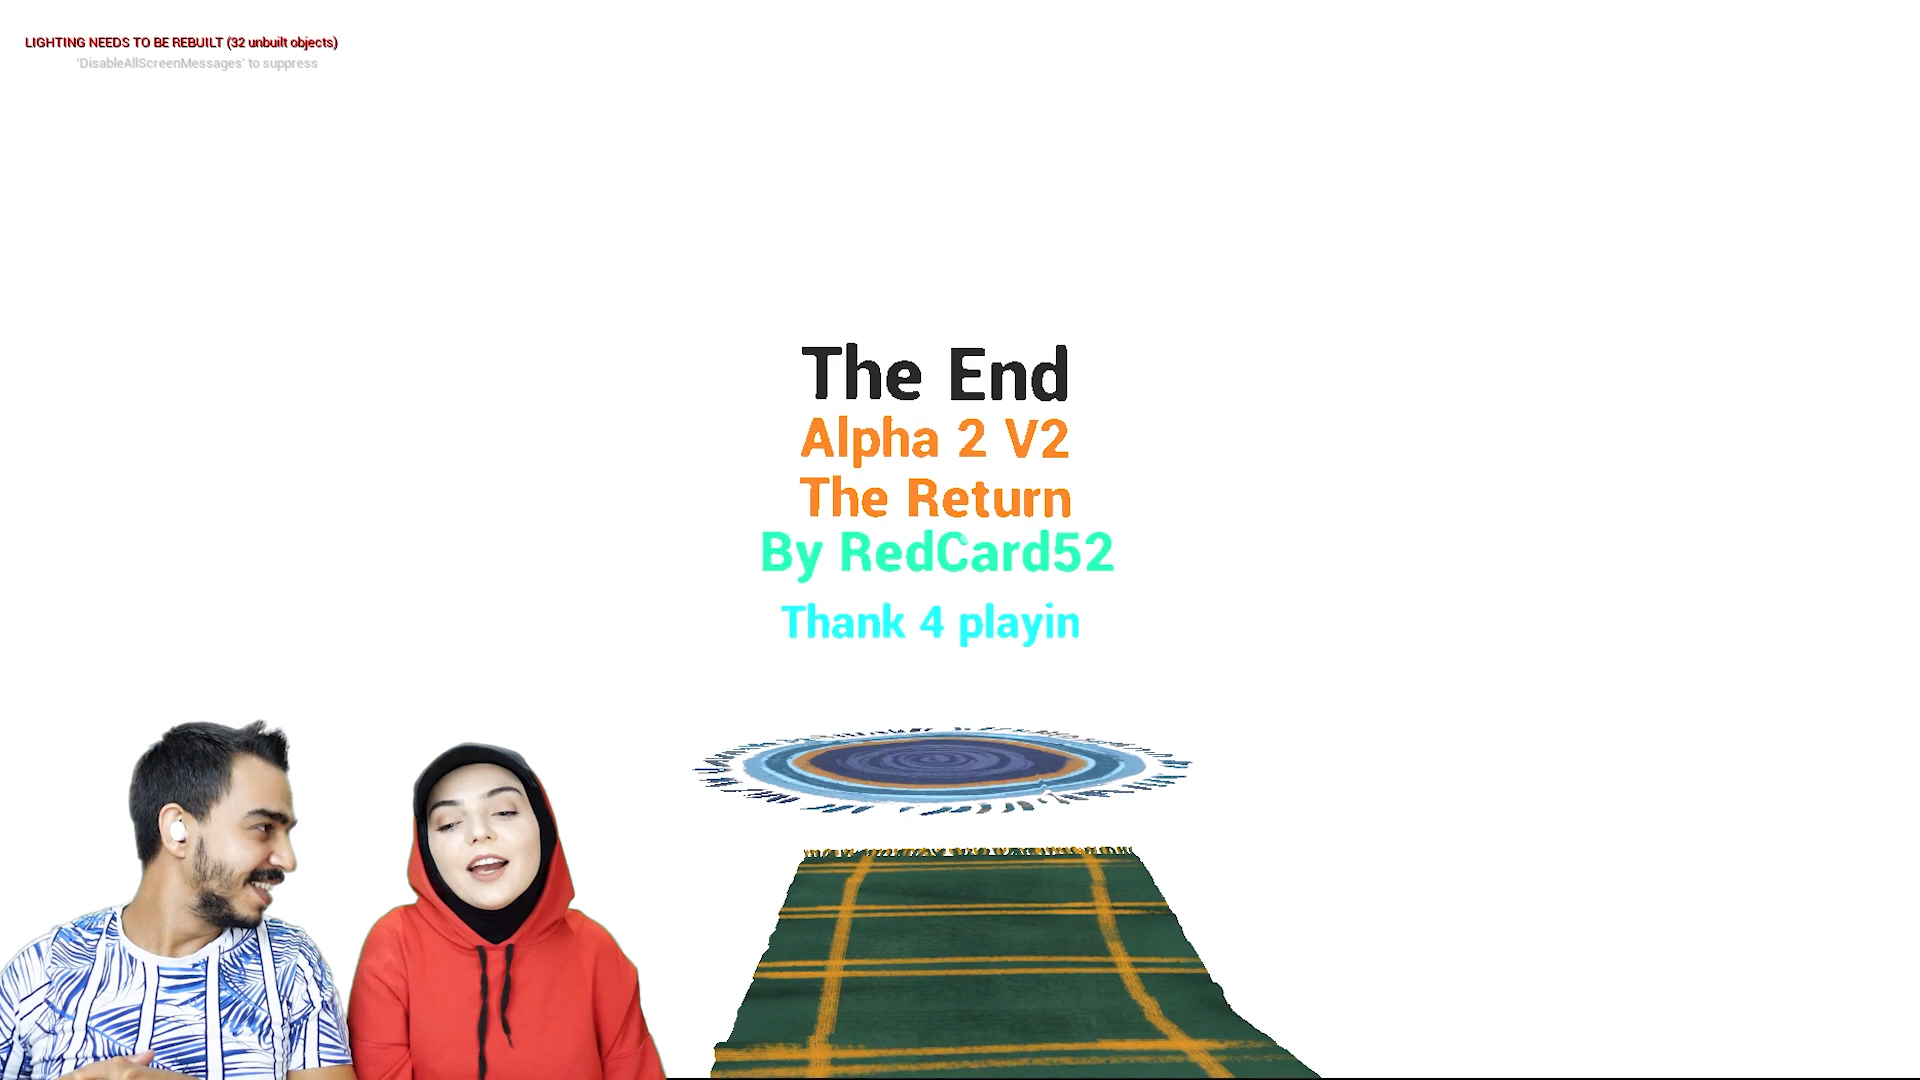 LIGHTING NEEDS TO BE REBUILT (32 unbuilt objects)
'DisableAllScreenMessages' to suppress
The End
Alpha 2 V2
The Return
By RedCard52
Thank 4 playin